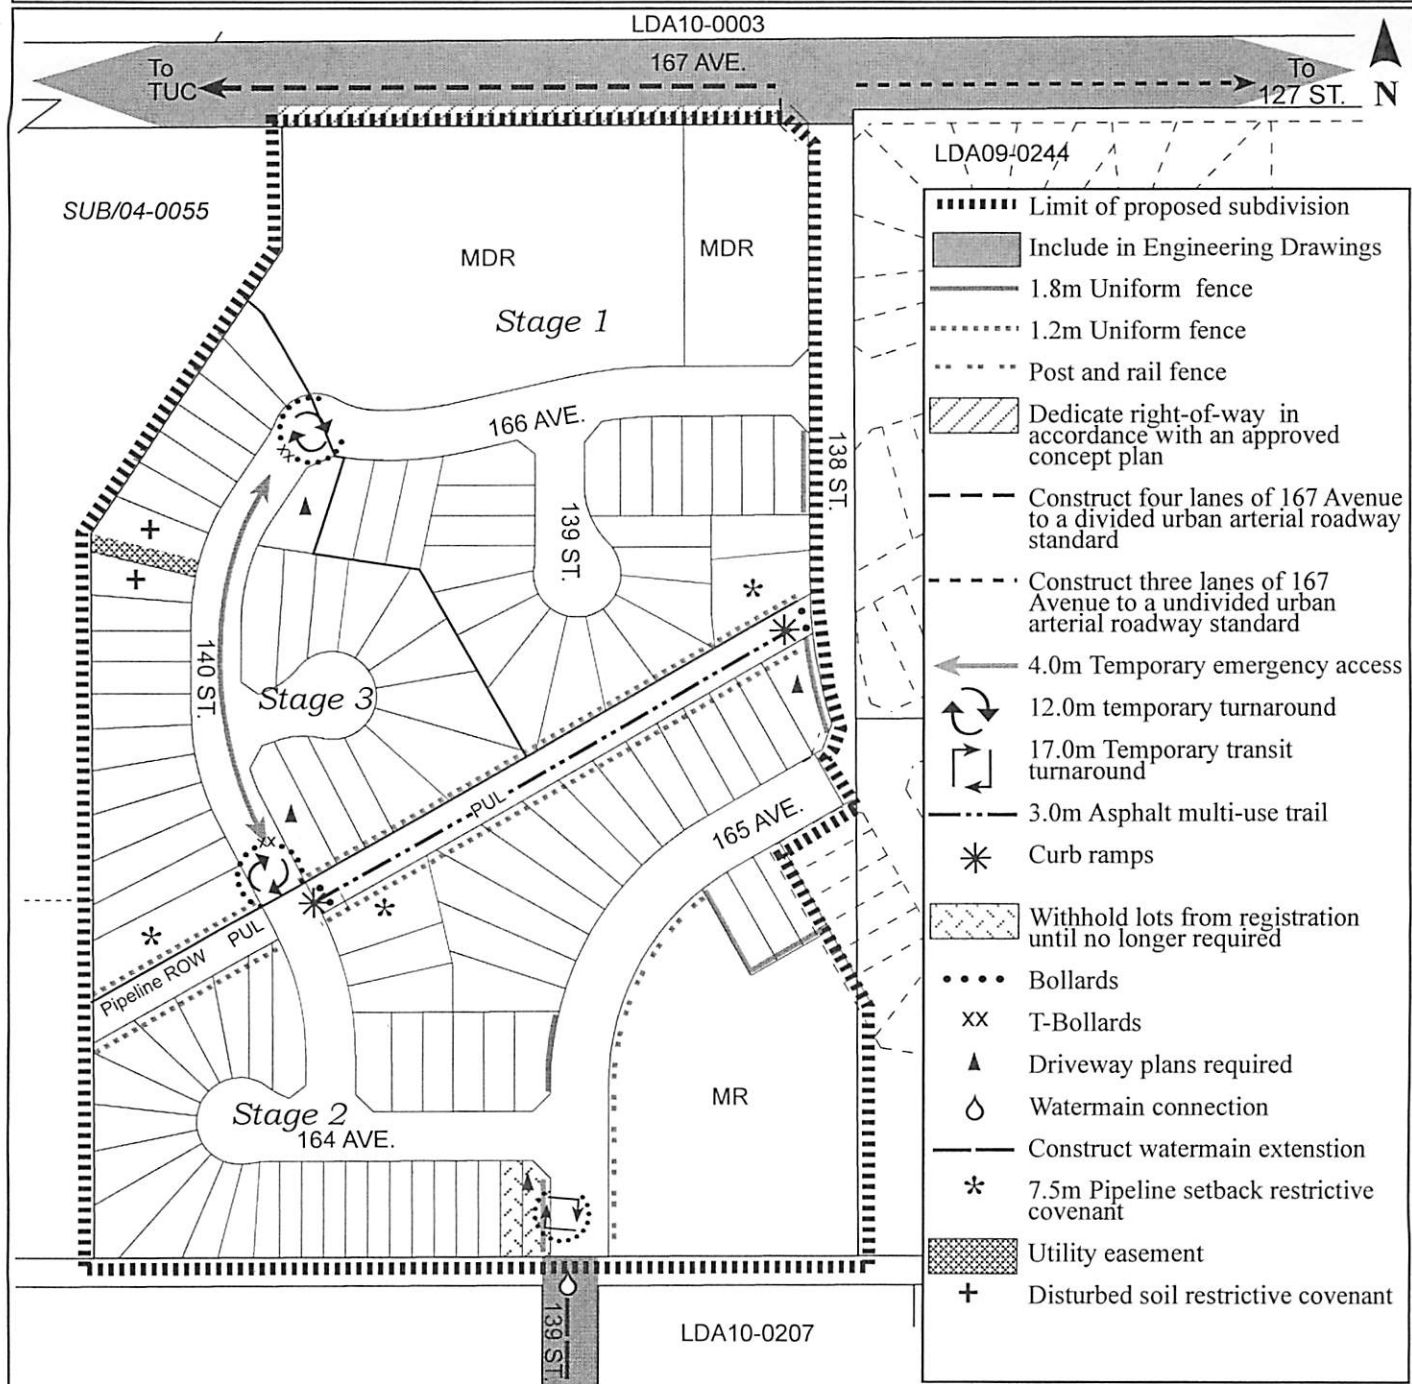 LDA10-0003
167 AVE.
To
TUC
To
127 ST.
N
LDA09-0244
SUB/04-0055
MDR
MDR
Stage 1
166 AVE.
138 ST.
139 ST.
140 ST.
Stage 3
PUL
165 AVE.
PUL
Pipeline ROW
xx
xx
MR
Stage 2
164 AVE.
139 ST.
LDA10-0207
Limit of proposed subdivision
Include in Engineering Drawings
1.8m Uniform fence
1.2m Uniform fence
Post and rail fence
Dedicate right-of-way in
accordance with an approved
concept plan
Construct four lanes of 167 Avenue
to a divided urban arterial roadway
standard
Construct three lanes of 167
Avenue to a undivided urban
arterial roadway standard
4.0m Temporary emergency access
12.0m temporary turnaround
17.0m Temporary transit
turnaround
3.0m Asphalt multi-use trail
Curb ramps
Withhold lots from registration
until no longer required
Bollards
xx T-Bollards
Driveway plans required
Watermain connection
Construct watermain extenstion
7.5m Pipeline setback restrictive
covenant
Utility easement
Disturbed soil restrictive covenant